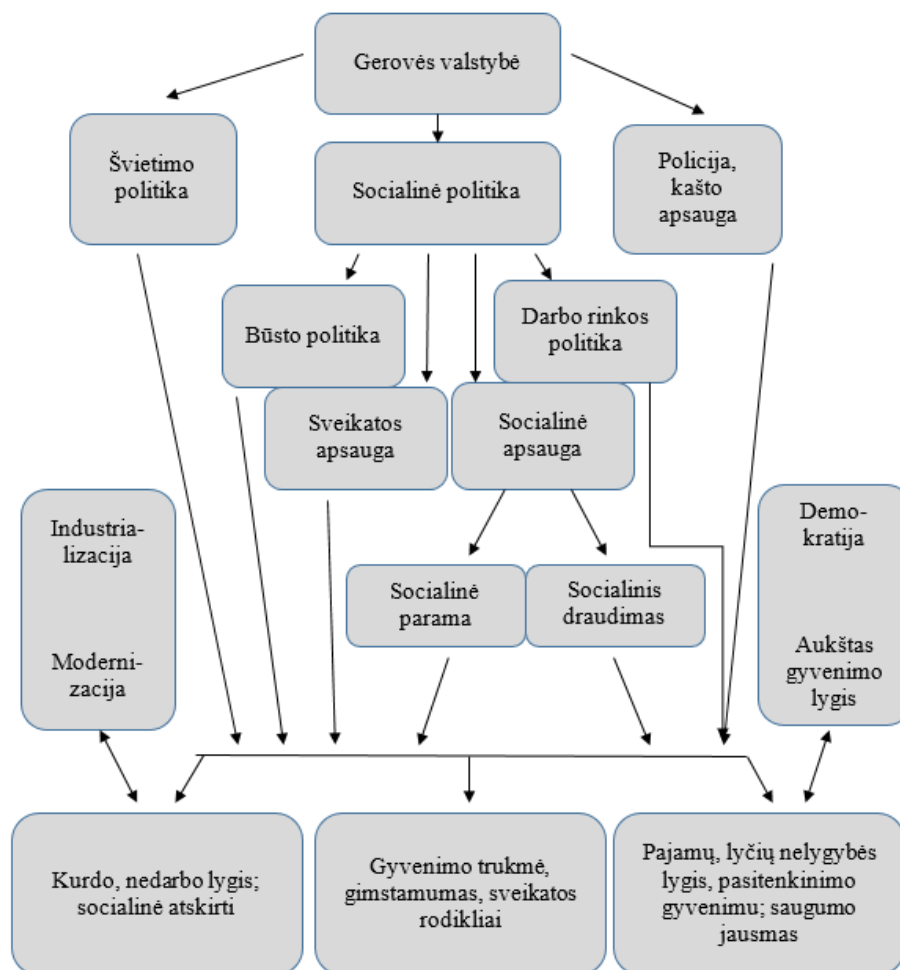 Gerovės valstybė
Švietimo
politika
Socialinė politika
Policija,
kašto
apsauga
Būsto politika
Darbo rinkos
politika
Sveikatos
apsauga
Socialinė
apsauga
Industria-
lizacija
Moderni-
zacija
Demo-
kratija
Aukštas
gyvenimo
lygis
Socialinė
parama
Socialinis
draudimas
Kurdo, nedarbo lygis;
socialinė atskirti
Gyvenimo trukmė,
gimstamumas, sveikatos
rodikliai
Pajamų, lyčių nelygybės
lygis, pasitenkinimo
gyvenimu; saugumo
jausmas